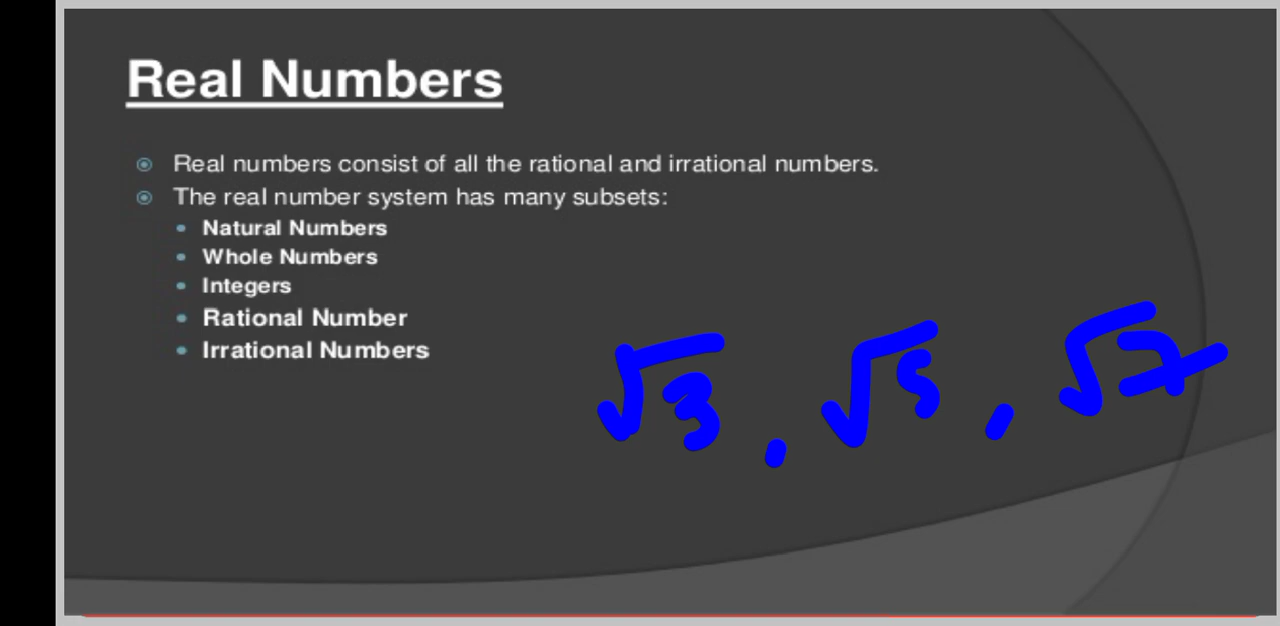 Real Numbers
Real numbers consist of all the rational and irrational numbers.
The real number system has many subsets:
Natural Numbers
Whole Numbers
Integers
Rational Number
Irrational Numbers
√3, √5, √7